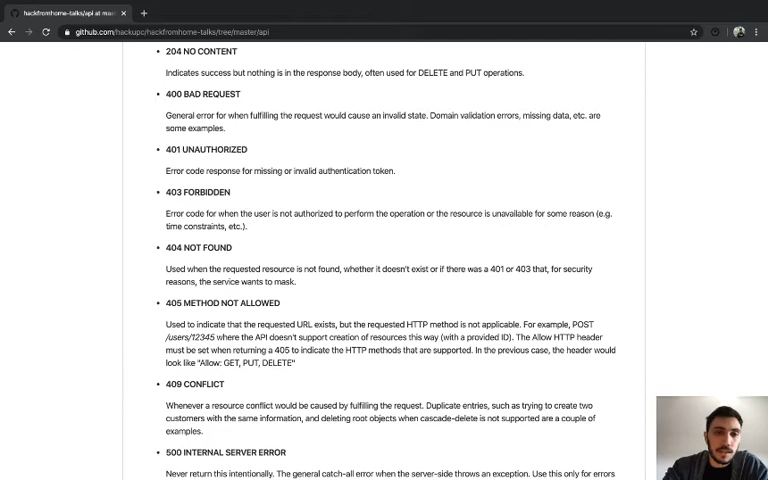 hackfromhome-talks/api at mas
github.com/hackupc/hackfromhome-talks/tree/master/api
• 204 NO CONTENT
Indicates success but nothing is in the response body, often used for DELETE and PUT operations.
• 400 BAD REQUEST
General error for when fulfilling the request would cause an invalid state. Domain validation errors, missing data, etc. are
some examples.
• 401 UNAUTHORIZED
Error code response for missing or invalid authentication token.
• 403 FORBIDDEN
Error code for when the user is not authorized to perform the operation or the resource is unavailable for some reason (e.g.
time constraints, etc.).
• 404 NOT FOUND
Used when the requested resource is not found, whether it doesn't exist or if there was a 401 or 403 that, for security
reasons, the service wants to mask.
• 405 METHOD NOT ALLOWED
Used to indicate that the requested URL exists, but the requested HTTP method is not applicable. For example, POST
/users/12345 where the API doesn't support creation of resources this way (with a provided ID). The Allow HTTP header
must be set when returning a 405 to indicate the HTTP methods that are supported. In the previous case, the header would
look like "Allow: GET, PUT, DELETE"
• 409 CONFLICT
Whenever a resource conflict would be caused by fulfilling the request. Duplicate entries, such as trying to create two
customers with the same information, and deleting root objects when cascade-delete is not supported are a couple of
examples.
• 500 INTERNAL SERVER ERROR
Never return this intentionally. The general catch-all error when the server-side throws an exception. Use this only for errors